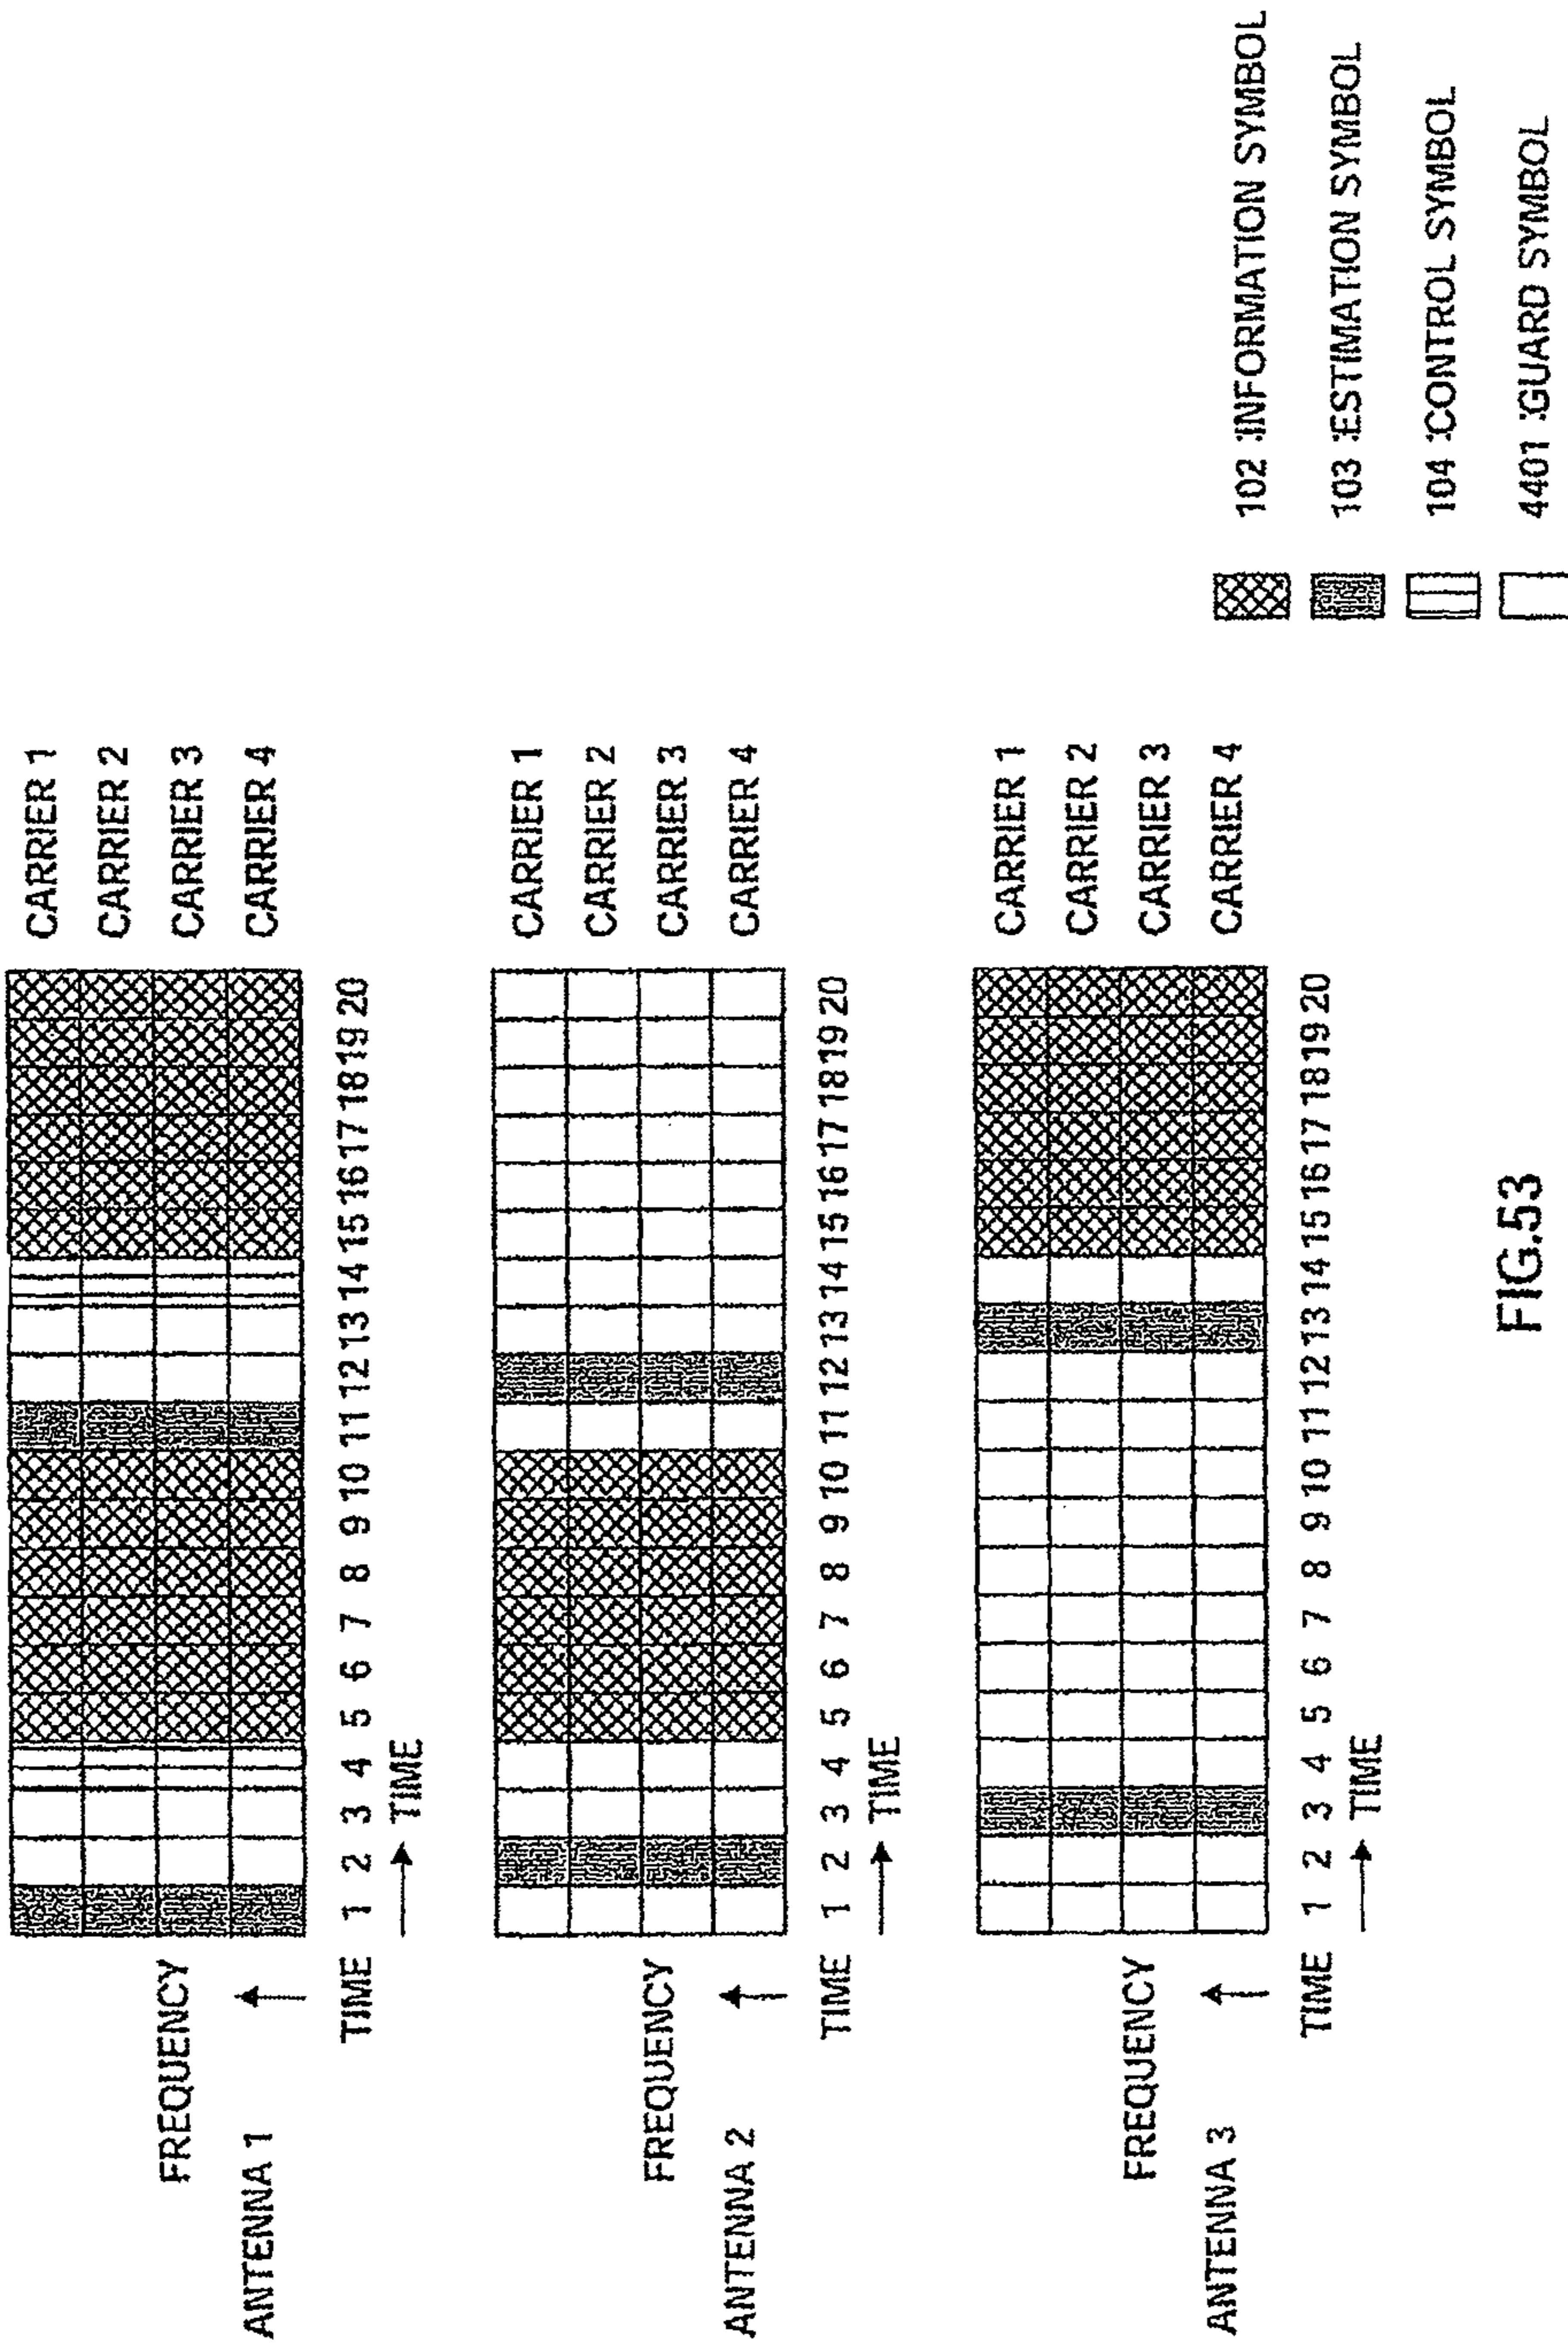 CARRIER 1
CARRIER 2
CARRIER 3
CARRIER 4
FREQUENCY
ANTENNA 1
TIME 1 2 3 4 5 6 7 8 9 10 11 12 13 14 15 16 17 18 19 20
TIME
CARRIER 1
CARRIER 2
CARRIER 3
CARRIER 4
FREQUENCY
ANTENNA 2
TIME 1 2 3 4 5 6 7 8 9 10 11 12 13 14 15 16 17 18 19 20
TIME
CARRIER 1
CARRIER 2
CARRIER 3
CARRIER 4
FREQUENCY
ANTENNA 3
TIME 1 2 3 4 5 6 7 8 9 10 11 12 13 14 15 16 17 18 19 20
TIME
102 :INFORMATION SYMBOL
103 :ESTIMATION SYMBOL
104 :CONTROL SYMBOL
4401 :GUARD SYMBOL
FIG.53